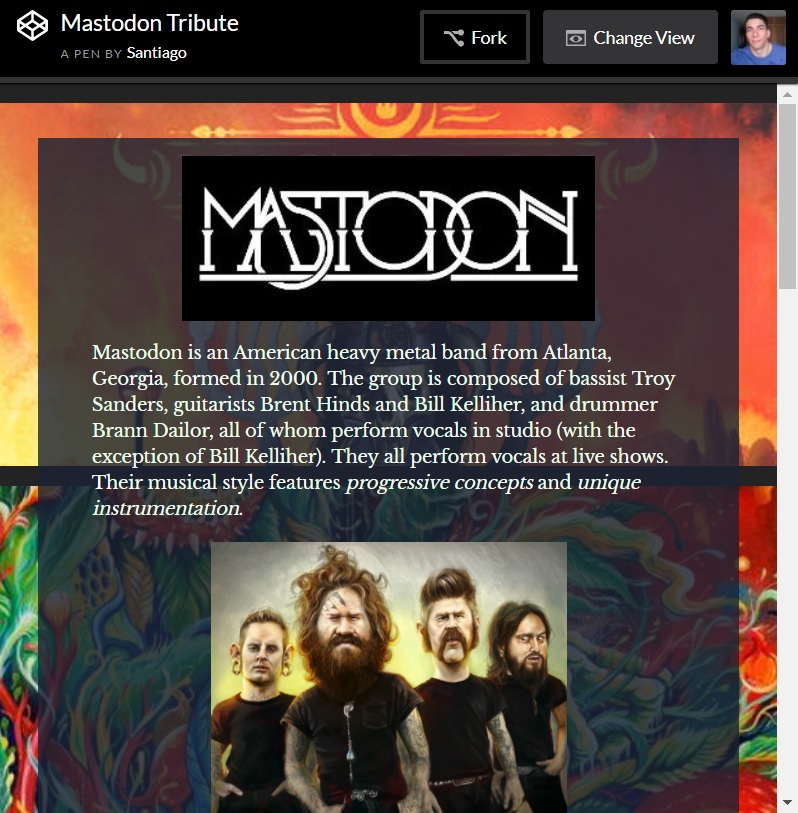 Mastodon Tribute
A PEN BY Santiago
Fork
Change View
MASTODON
Mastodon is an American heavy metal band from Atlanta,
Georgia, formed in 2000. The group is composed of bassist Troy
Sanders, guitarists Brent Hinds and Bill Kelliher, and drummer
Brann Dailor, all of whom perform vocals in studio (with the
exception of Bill Kelliher). They all perform vocals at live shows.
Their musical style features progressive concepts and unique
instrumentation.